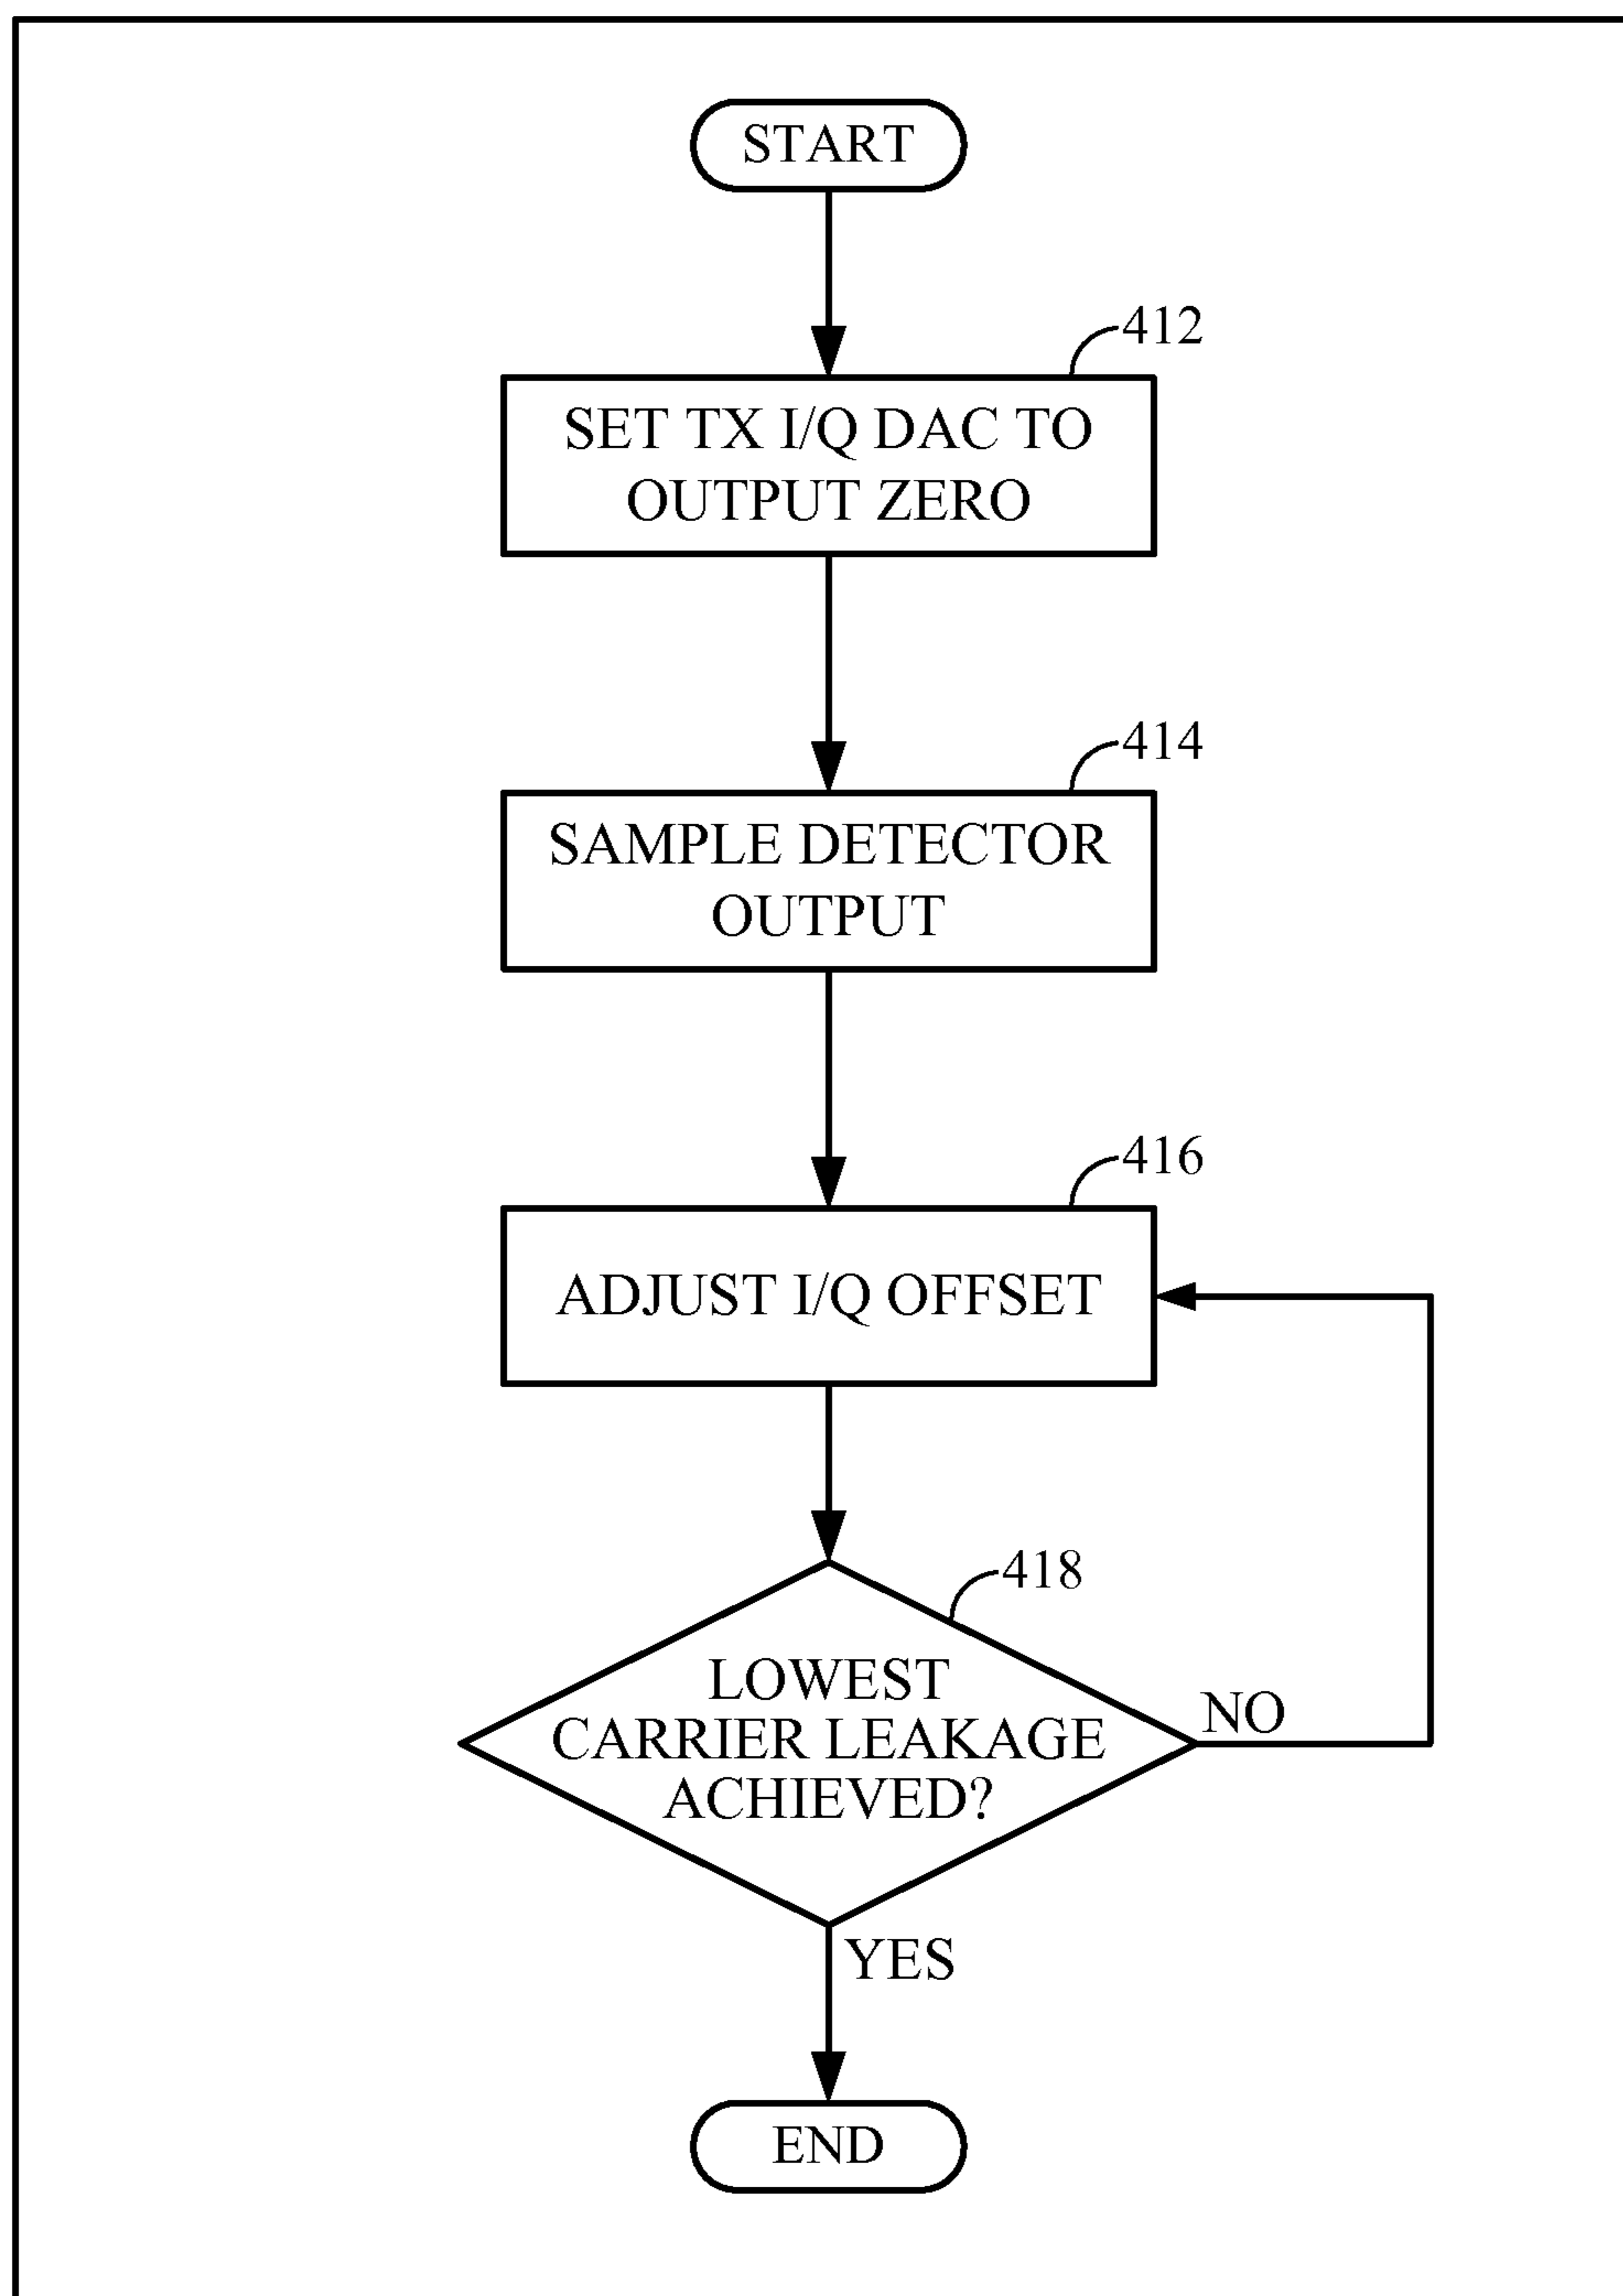 START
412
SET TX I/Q DAC TO
OUTPUT ZERO
414
SAMPLE DETECTOR
OUTPUT
416
ADJUST I/Q OFFSET
418
LOWEST
CARRIER LEAKAGE
ACHIEVED?
NO
YES
END